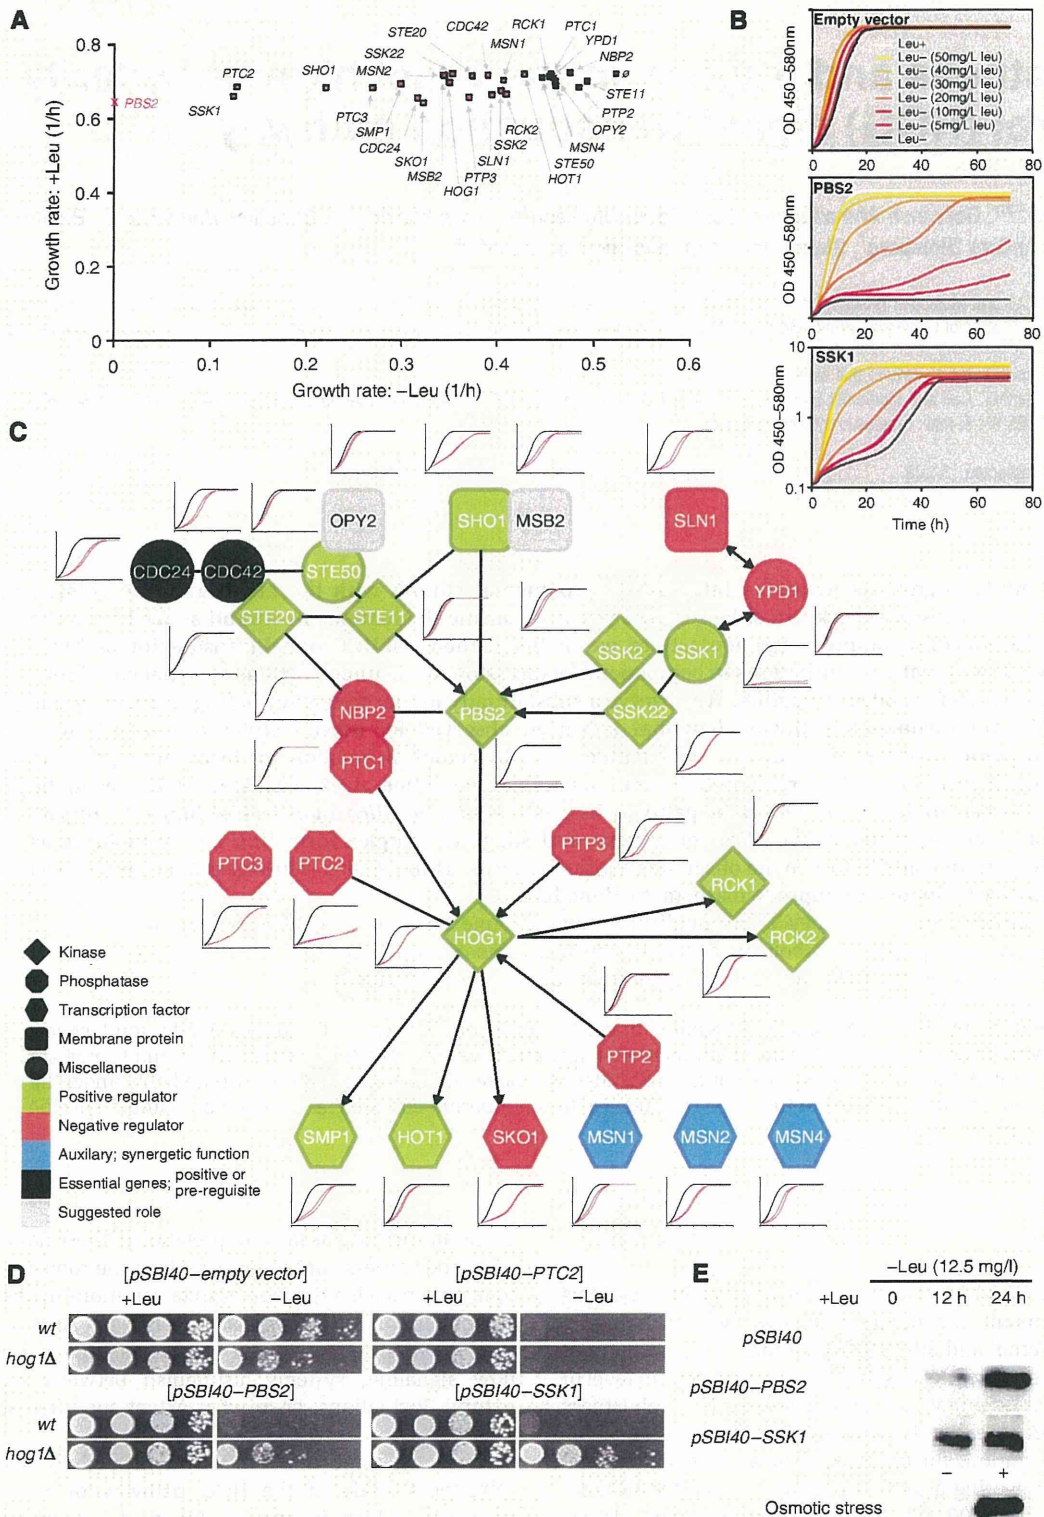 A
Growth rate: +Leu (1/h)
0.8
0.6
0.4
0.2
0
0
0.1
0.2
0.3
0.4
0.5
0.6
Growth rate: –Leu (1/h)
PBS2
PTC2
SSK1
SHO1
PTC3
MSN2
SSK22
STE20
CDC42
MSN1
RCK1
PTC1
YPD1
NBP2
ø
STE11
PTP2
OPY2
MSN4
STE50
HOT1
RCK2
SSK2
SLN1
PTP3
HOG1
MSB2
SKO1
CDC24
SMP1
B
Empty vector
Leu+
Leu– (50mg/L leu)
Leu– (40mg/L leu)
Leu– (30mg/L leu)
Leu– (20mg/L leu)
Leu– (10mg/L leu)
Leu– (5mg/L leu)
Leu–
OD 450–580nm
0 20 40 60 80
PBS2
OD 450–580nm
0 20 40 60 80
SSK1
OD 450–580nm
10
1
0.1
0 20 40 60 80
Time (h)
C
OPY2
SHO1
MSB2
SLN1
CDC24
CDC42
STE50
YPD1
STE20
STE11
SSK2
SSK1
NBP2
PBS2
SSK22
PTC1
PTC3
PTC2
PTP3
RCK1
HOG1
RCK2
PTP2
SMP1
HOT1
SKO1
MSN1
MSN2
MSN4
Kinase
Phosphatase
Transcription factor
Membrane protein
Miscellaneous
Positive regulator
Negative regulator
Auxilary; synergetic function
Essential genes; positive or
pre-reguisite
Suggested role
D
[pSBI40–empty vector]
+Leu –Leu
[pSBI40–PTC2]
+Leu –Leu
wt
hog1Δ
[pSBI40–PBS2]
[pSBI40–SSK1]
wt
hog1Δ
E
–Leu (12.5 mg/l)
+Leu 0 12 h 24 h
pSBI40
pSBI40–PBS2
pSBI40–SSK1
– +
Osmotic stress